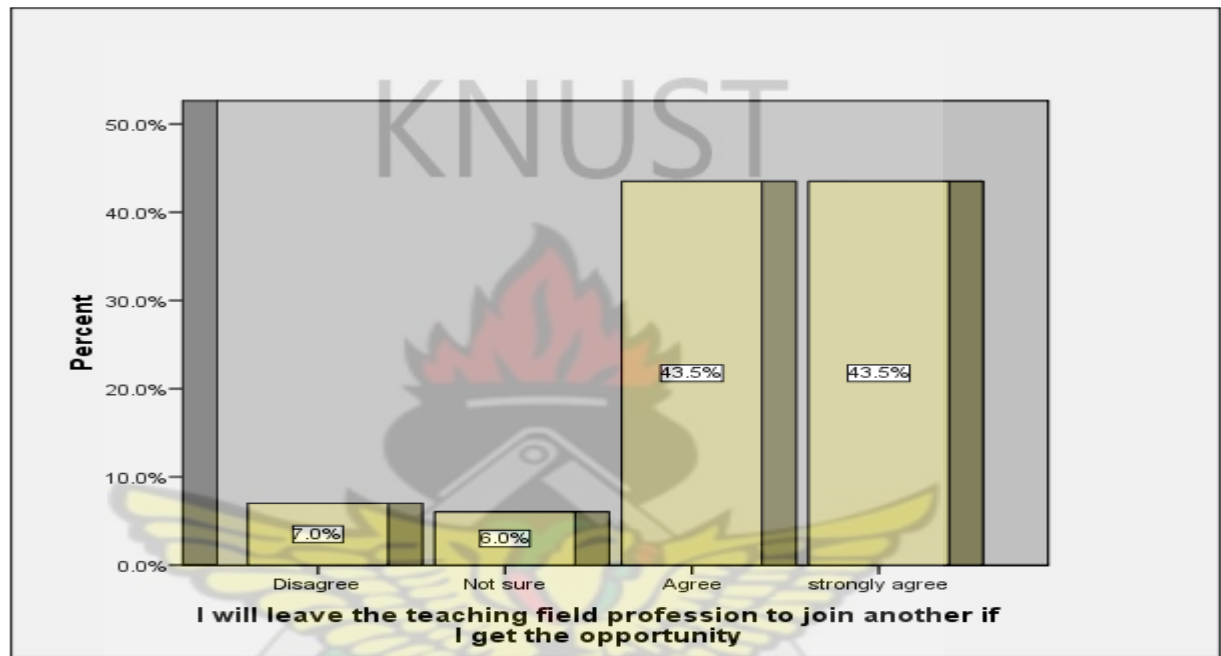 KNUST
50.0%
40.0%
30.0%
20.0%
10.0%
0.0%
Percent
7.0%
6.0%
43.5%
43.5%
Disagree
Not sure
Agree
strongly agree
I will leave the teaching field profession to join another if
I get the opportunity